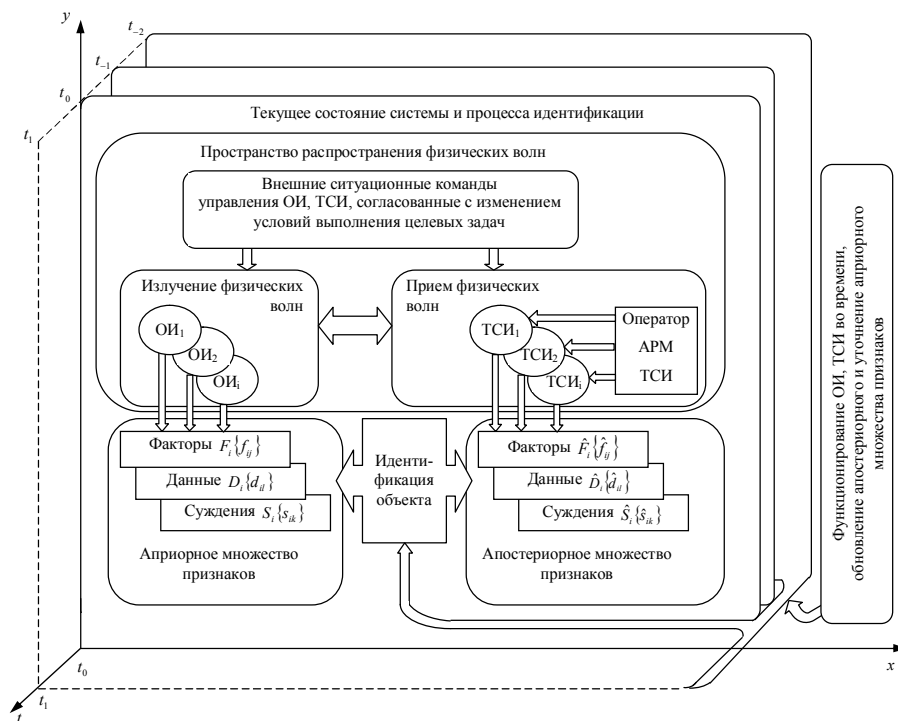 y
t₋₂
t₋₁
t₀
t₁
Текущее состояние системы и процесса идентификации
Пространство распространения физических волн
Внешние ситуационные команды
управления ОИ, ТСИ, согласованные с изменением
условий выполнения целевых задач
Излучение физических
волн
ОИ₁
ОИ₂
ОИᵢ
Прием физических
волн
ТСИ₁
ТСИ₂
ТСИᵢ
Оператор
АРМ
ТСИ
Факторы Fᵢ{fᵢⱼ}
Данные Dᵢ{dᵢₗ}
Суждения Sᵢ{sᵢₖ}
Априорное множество
признаков
Иденти-
фикация
объекта
Факторы F̂ᵢ{f̂ᵢⱼ}
Данные D̂ᵢ{d̂ᵢₗ}
Суждения Ŝᵢ{ŝᵢₖ}
Апостериорное множество
признаков
Функционирование ОИ, ТСИ во времени,
обновление апостериорного и уточнение априорного
множества признаков
t₀
x
t₁
t